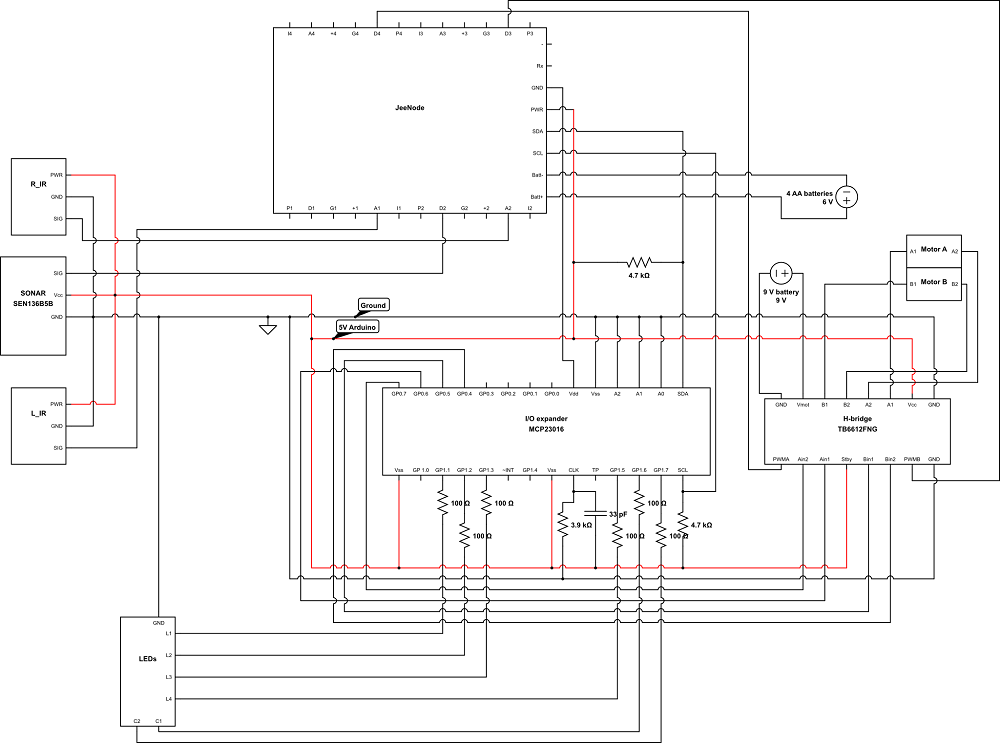 I4 A4 +4 G4 D4 P4 I3 A3 +3 G3 D3 P3
-
Rx
GND
JeeNode
PWR
SDA
SCL
Batt-
Batt+
P1 D1 G1 +1 A1 I1 P2 D2 G2 +2 A2 I2
4 AA batteries
6 V
R_IR
PWR
GND
SIG
SONAR
SEN136B5B
SIG
Vcc
GND
L_IR
PWR
GND
SIG
Ground
5V Arduino
4.7 kΩ
9 V battery
9 V
A1 Motor A A2
B1 Motor B B2
GND Vmot B1 B2 A2 A1 Vcc GND
H-bridge
TB6612FNG
PWMA Ain2 Ain1 Stby Bin1 Bin2 PWMB GND
GP0.7 GP0.6 GP0.5 GP0.4 GP0.3 GP0.2 GP0.1 GP0.0 Vdd Vss A2 A1 A0 SDA
I/O expander
MCP23016
Vss GP 1.0 GP1.1 GP1.2 GP1.3 ~INT GP1.4 Vss CLK TP GP1.5 GP1.6 GP1.7 SCL
100 Ω
100 Ω
100 Ω
33 pF
3.9 kΩ
4.7 kΩ
100 Ω
100 Ω
100 Ω
GND
L1
LEDs
L2
L3
L4
C2 C1